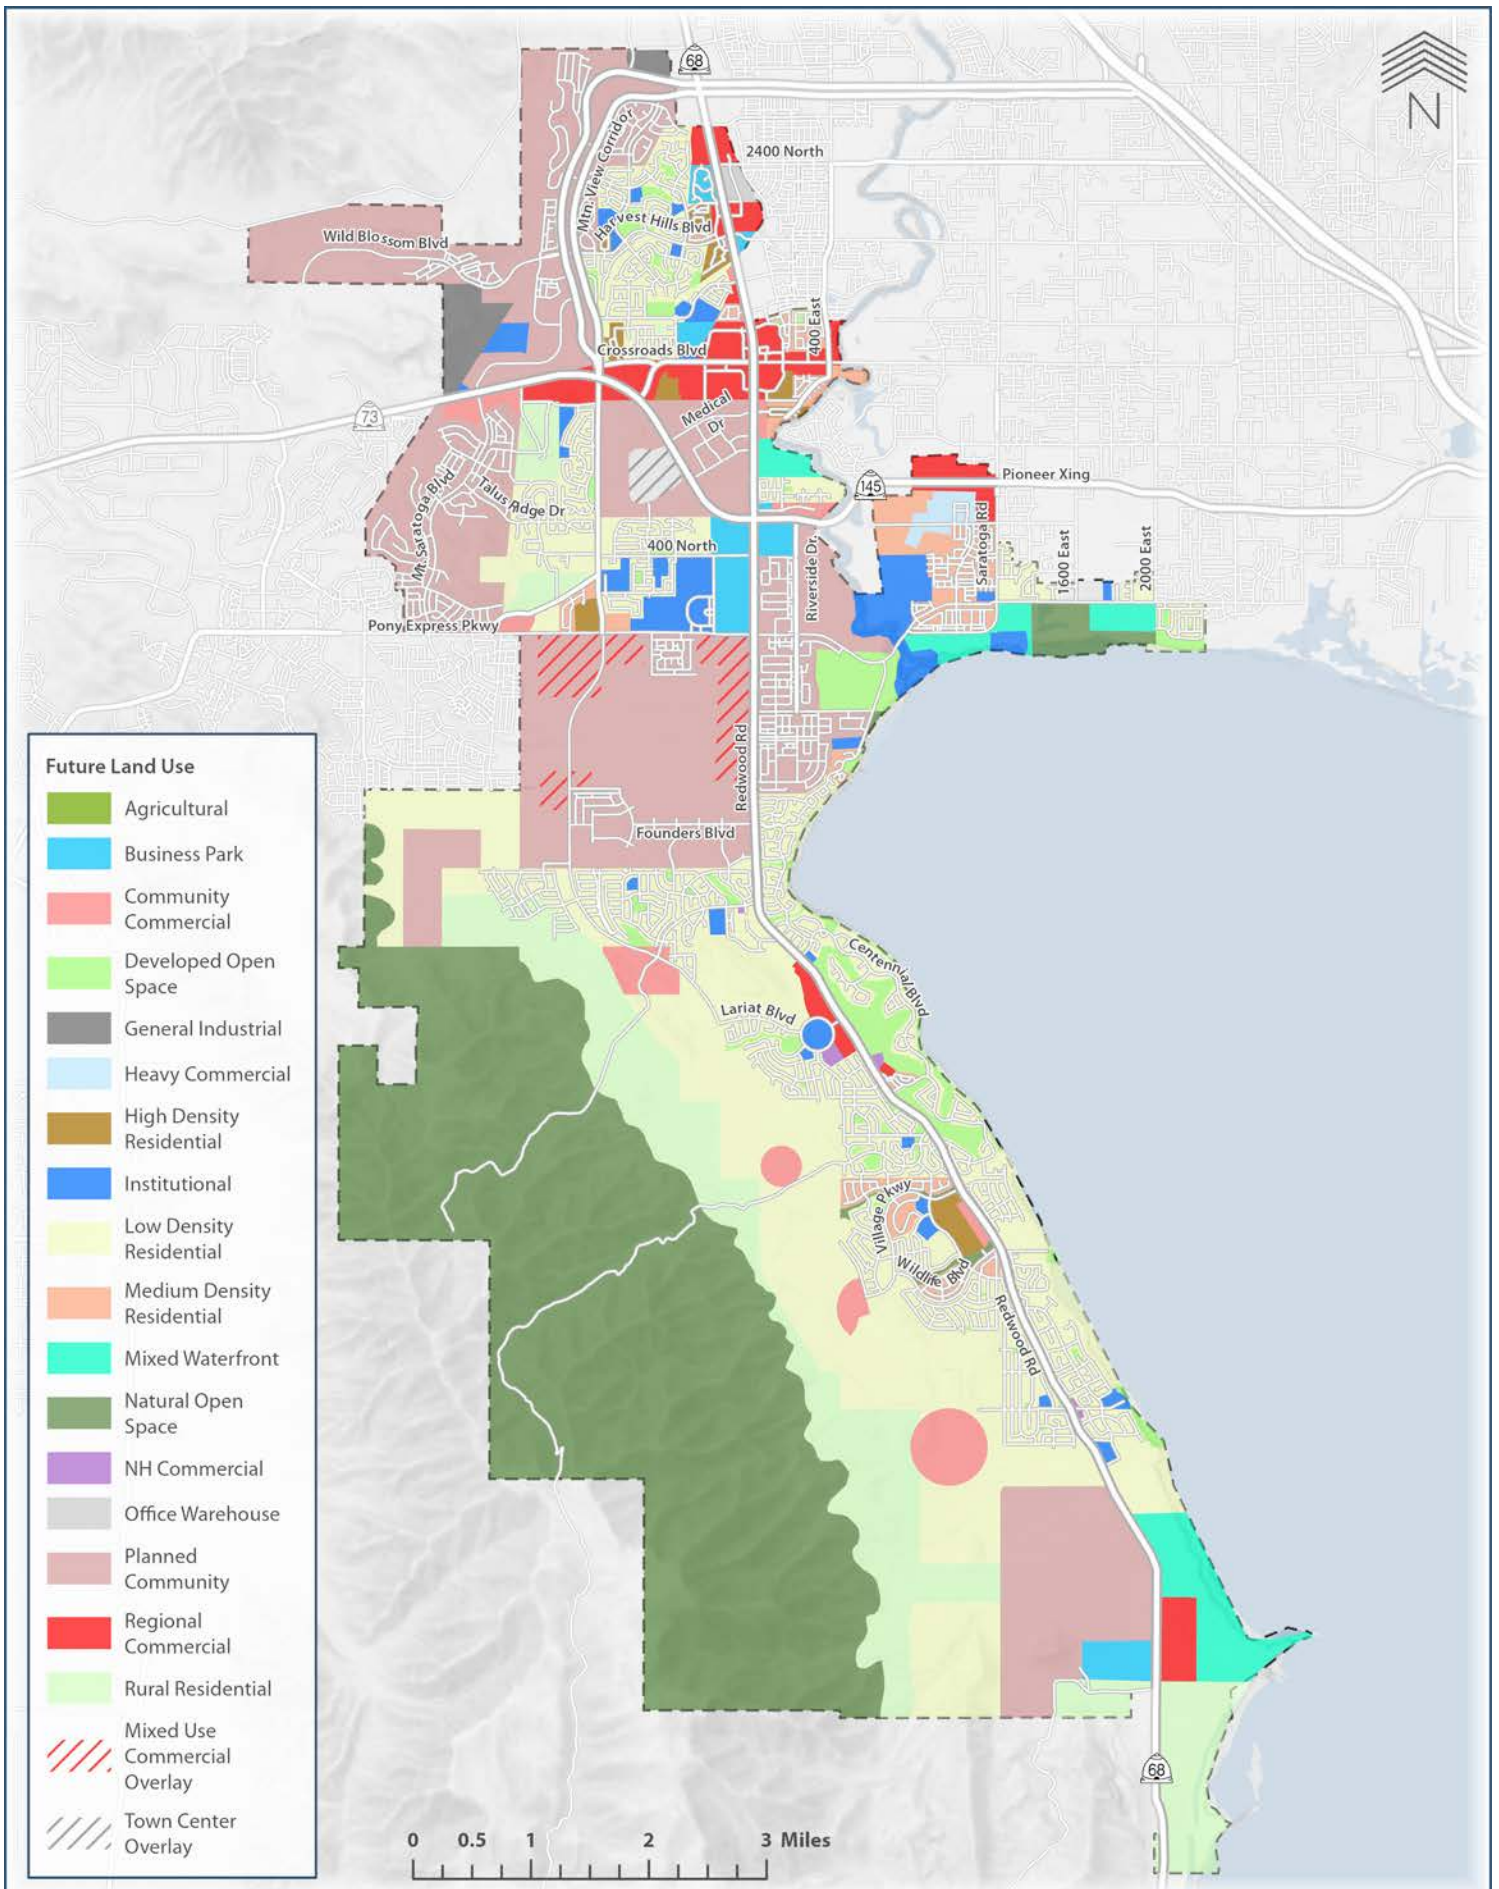 68
N
2400 North
Mtn. View Corridor
Harvest Hills Blvd
Wild Blossom Blvd
400 East
Crossroads Blvd
73
Medical
Dr
145
Pioneer Xing
Mt. Saratoga Blvd
Talus Ridge Dr
Saratoga Rd
400 North
1600 East
2000 East
Riverside Dr.
Pony Express Pkwy
Redwood Rd
Founders Blvd
Centennial Blvd
Lariat Blvd
Village Pkwy
Wildlife Blvd
Redwood Rd
68
Future Land Use
Agricultural
Business Park
Community
Commercial
Developed Open
Space
General Industrial
Heavy Commercial
High Density
Residential
Institutional
Low Density
Residential
Medium Density
Residential
Mixed Waterfront
Natural Open
Space
NH Commercial
Office Warehouse
Planned
Community
Regional
Commercial
Rural Residential
Mixed Use
Commercial
Overlay
Town Center
Overlay
0 0.5 1 2 3 Miles